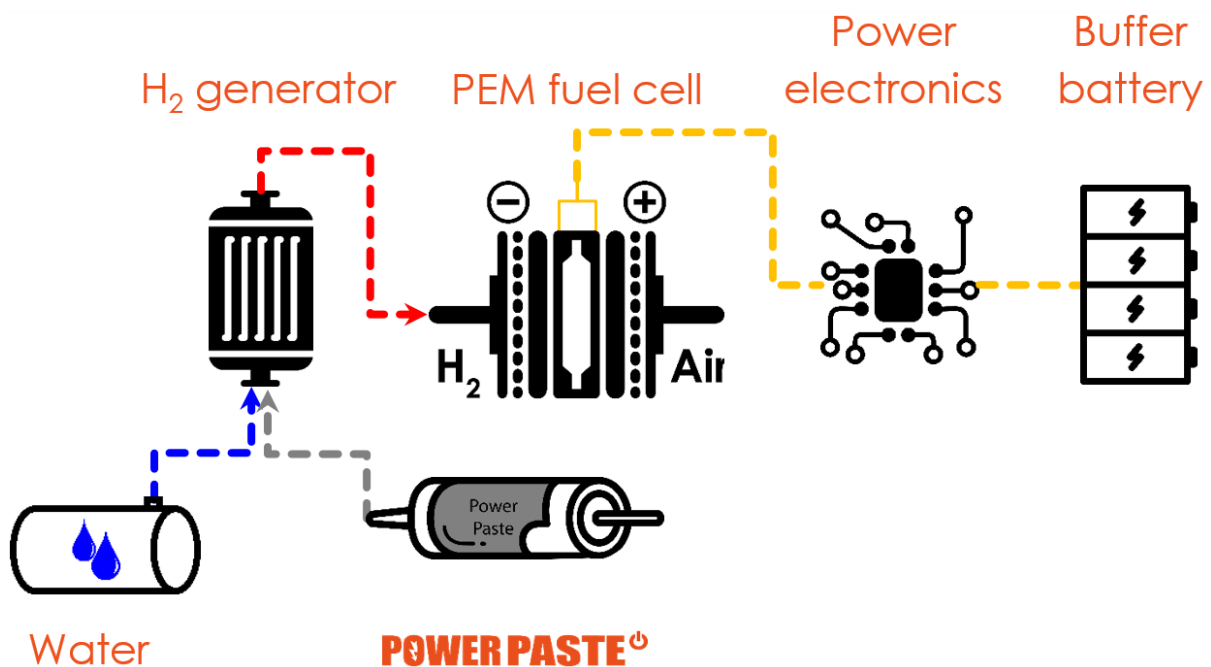 Power
electronics
Buffer
battery
H₂ generator
PEM fuel cell
−
+
H₂
Air
Power
Paste
Water
POWER PASTE